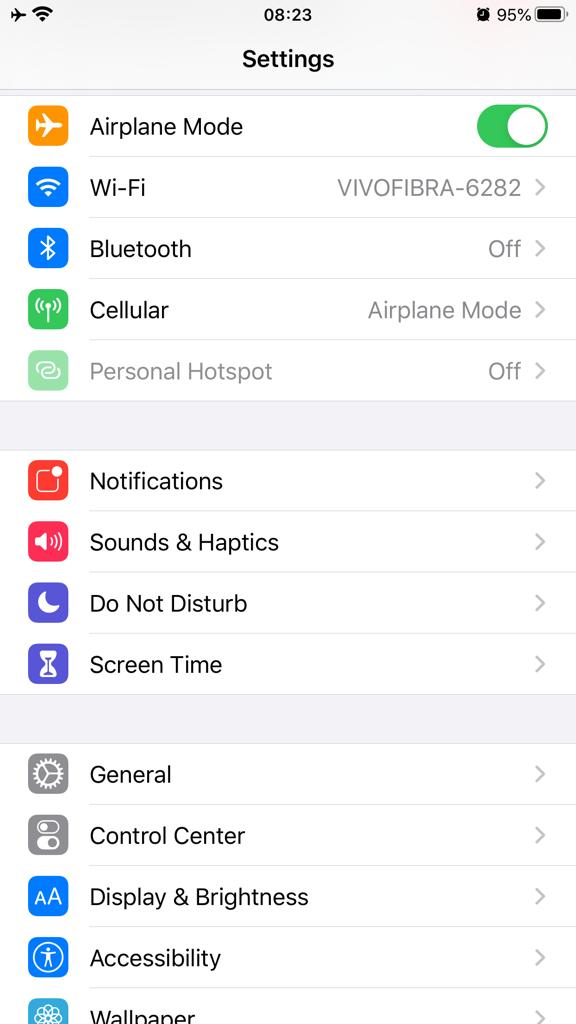 08:23
95%
Settings
Airplane Mode
Wi-Fi VIVOFIBRA-6282
Bluetooth Off
Cellular Airplane Mode
Personal Hotspot Off
Notifications
Sounds & Haptics
Do Not Disturb
Screen Time
General
Control Center
AA Display & Brightness
Accessibility
Wallpaper